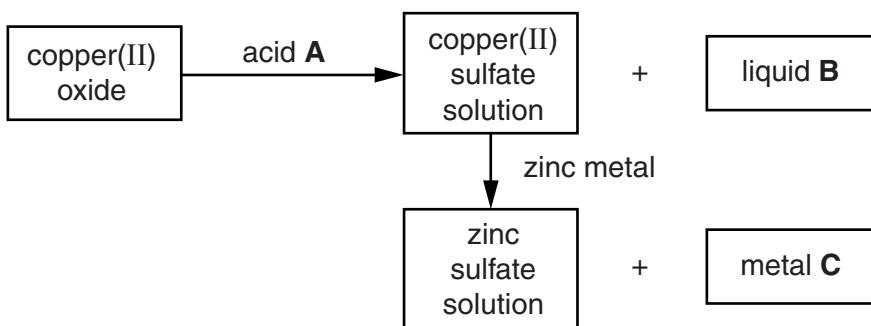 copper(II)
oxide
acid A
copper(II)
sulfate
solution
+
liquid B
zinc metal
zinc
sulfate
solution
+
metal C